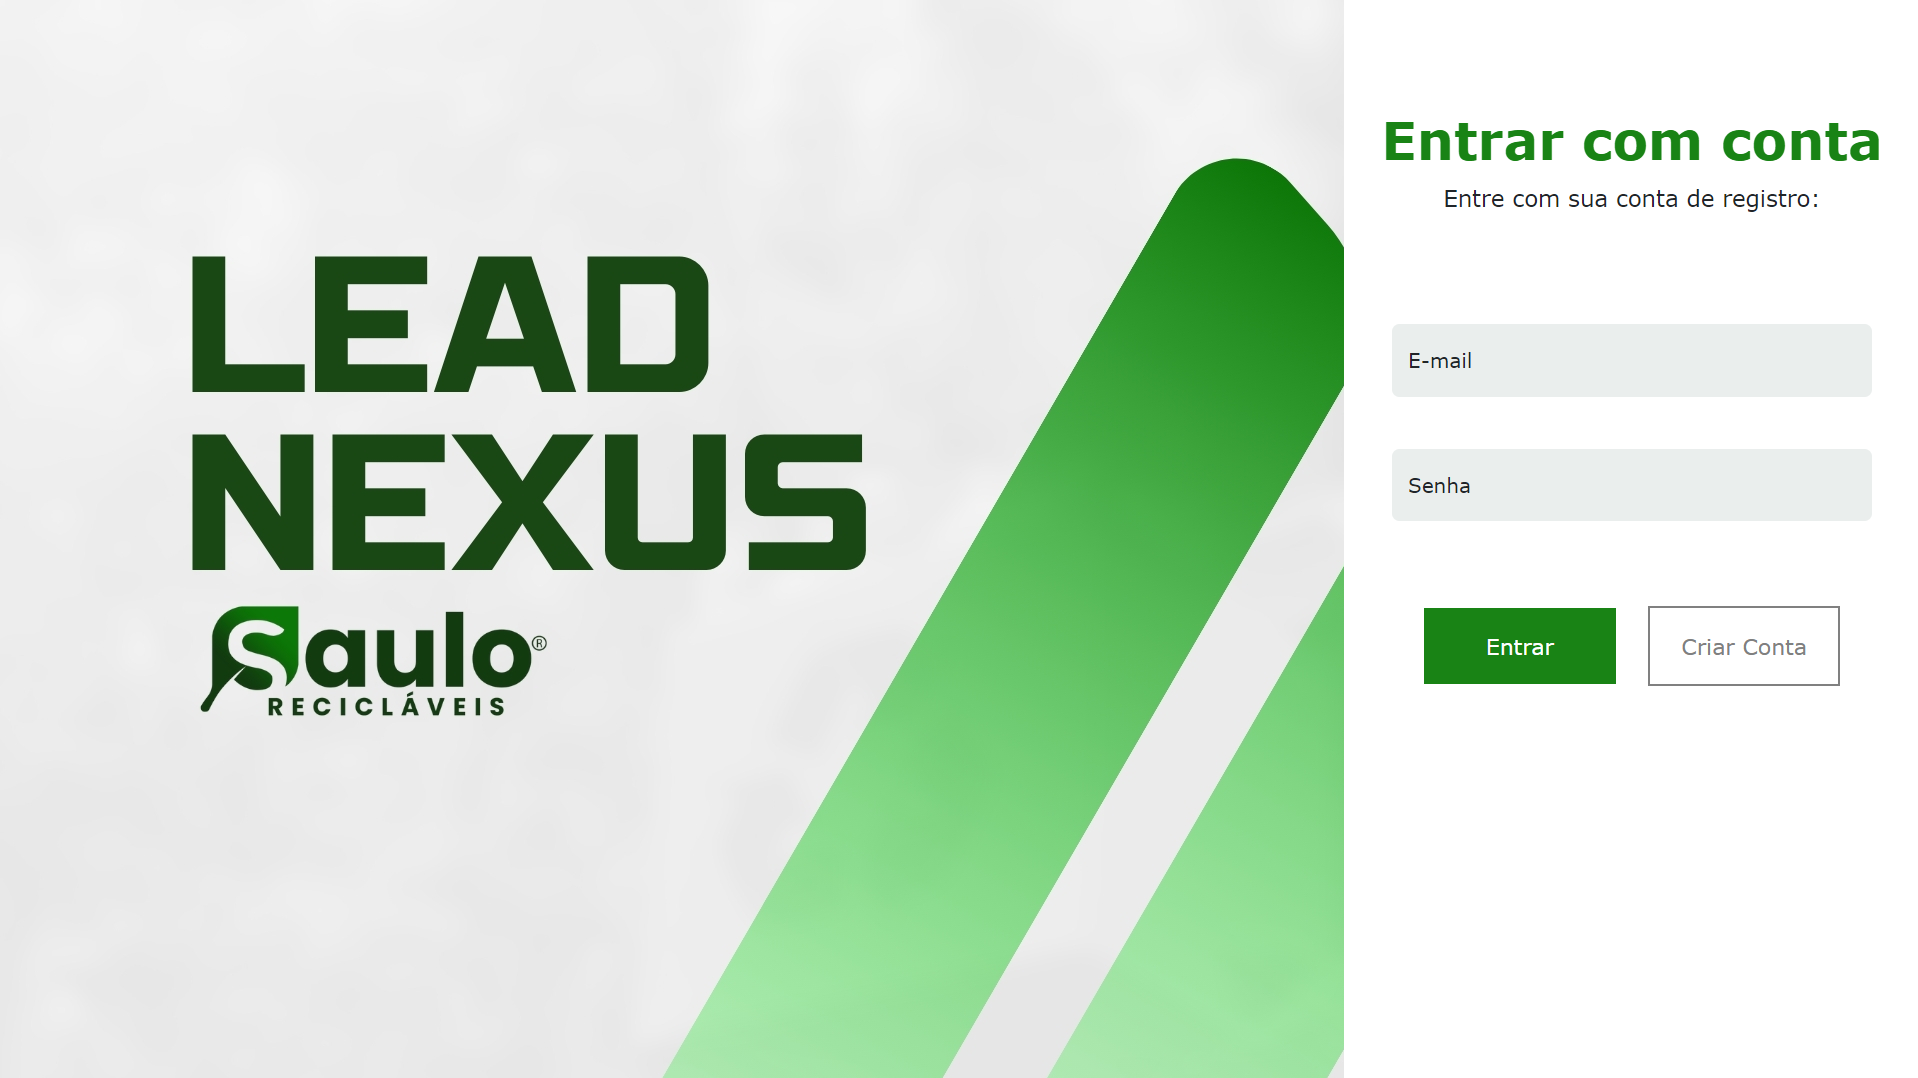 LEAD
NEXUS
Saulo®
RECICLÁVEIS
Entrar com conta
Entre com sua conta de registro:
E-mail
Senha
Entrar
Criar Conta